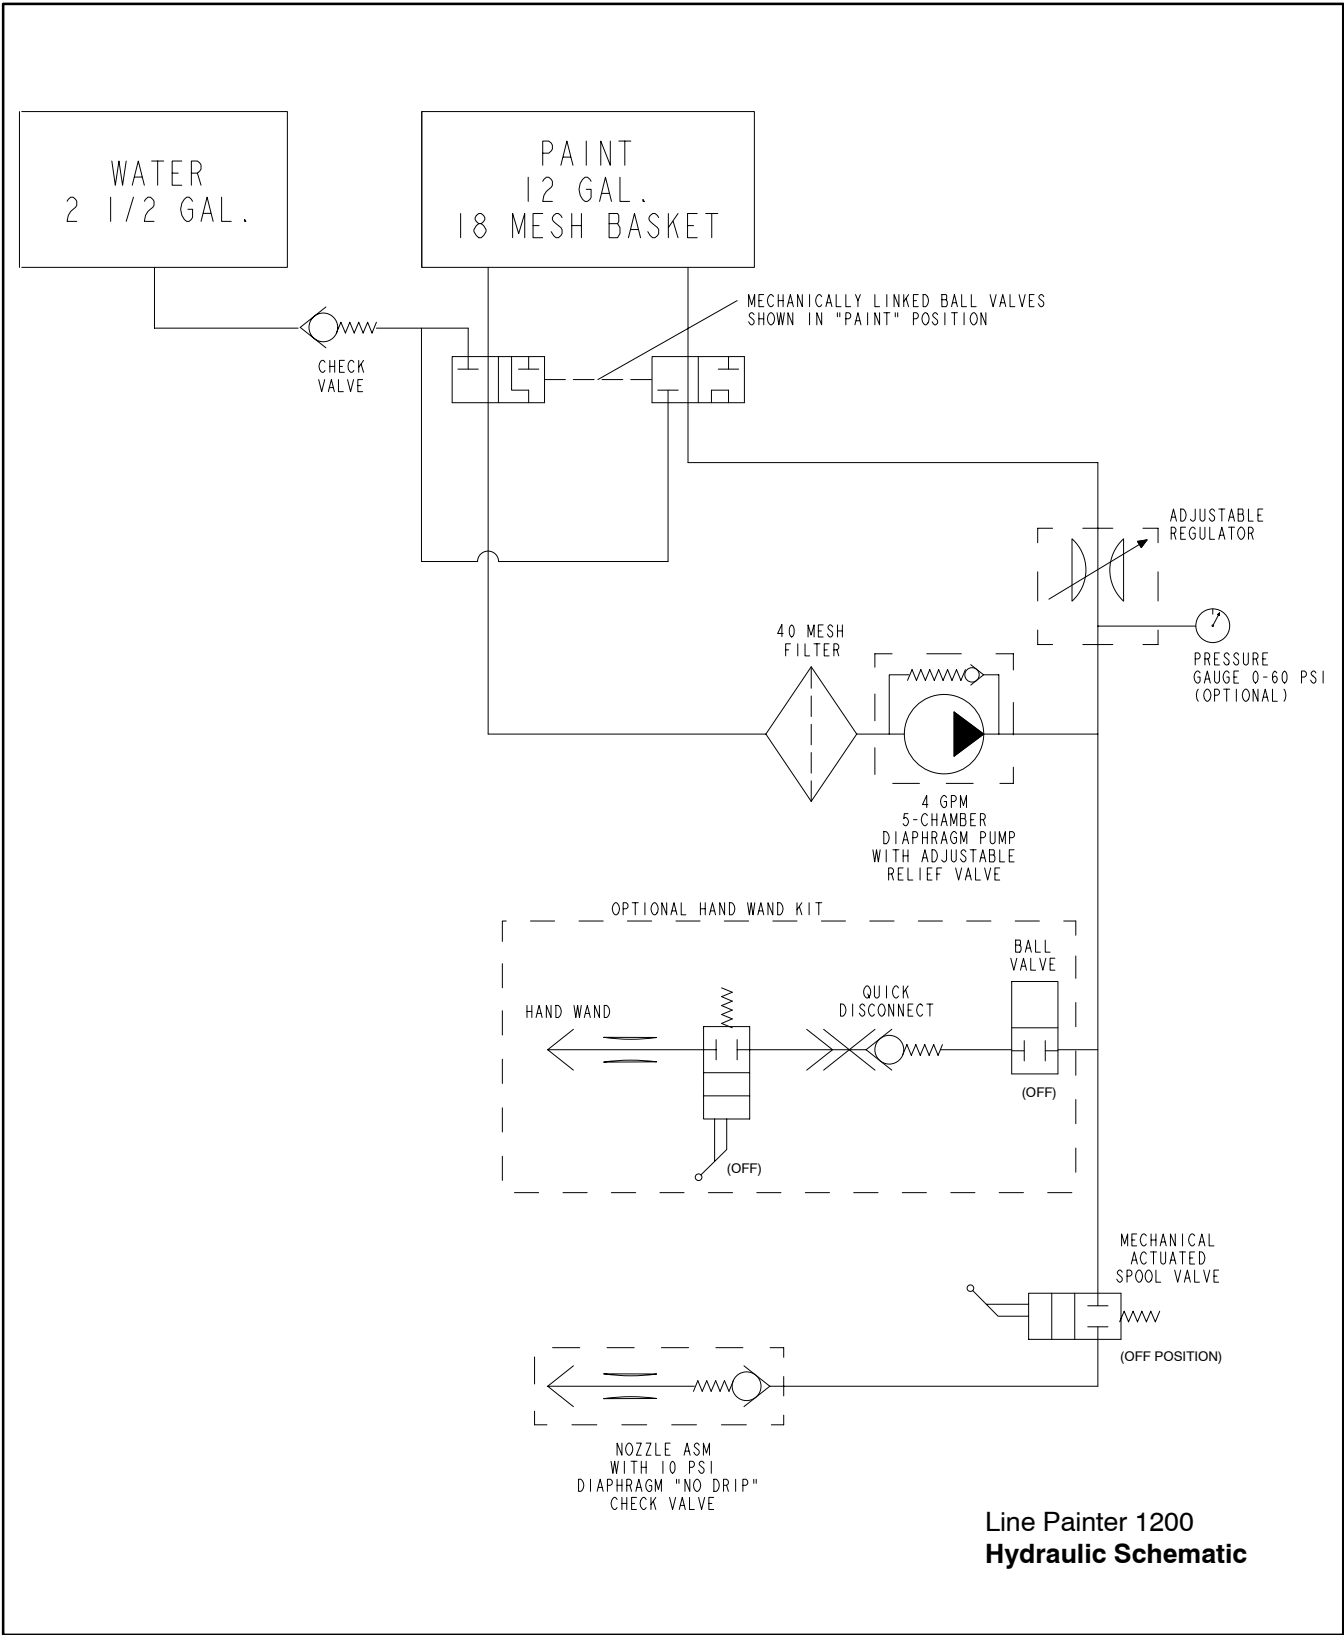 WATER
2 1/2 GAL.
PAINT
12 GAL.
18 MESH BASKET
MECHANICALLY LINKED BALL VALVES
SHOWN IN "PAINT" POSITION
CHECK
VALVE
ADJUSTABLE
REGULATOR
40 MESH
FILTER
PRESSURE
GAUGE 0-60 PSI
(OPTIONAL)
4 GPM
5-CHAMBER
DIAPHRAGM PUMP
WITH ADJUSTABLE
RELIEF VALVE
OPTIONAL HAND WAND KIT
BALL
VALVE
HAND WAND
QUICK
DISCONNECT
(OFF)
(OFF)
MECHANICAL
ACTUATED
SPOOL VALVE
(OFF POSITION)
NOZZLE ASM
WITH 10 PSI
DIAPHRAGM "NO DRIP"
CHECK VALVE
Line Painter 1200
Hydraulic Schematic